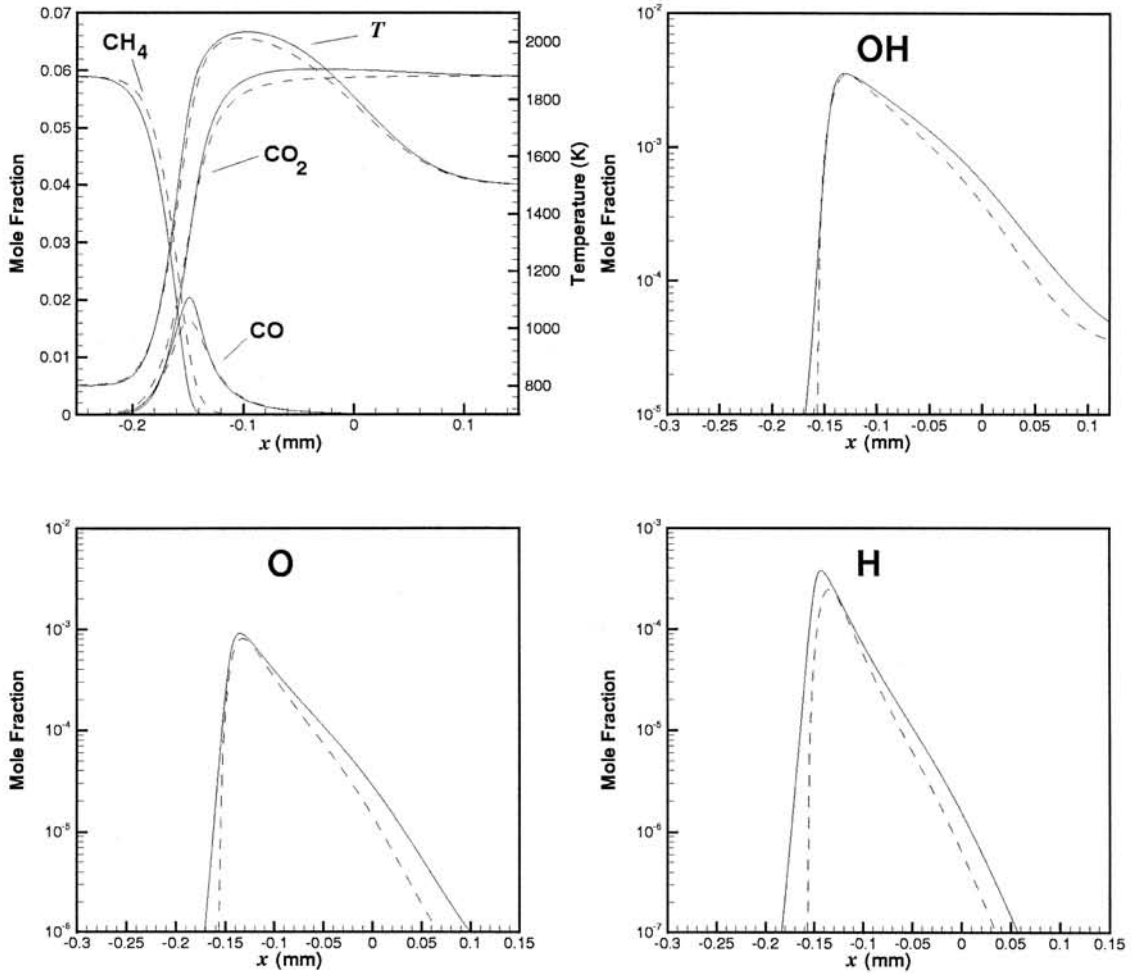 0.07
0.06
0.05
0.04
0.03
0.02
0.01
0
Mole Fraction
CH4
T
CO2
CO
2000
1800
1600
1400
1200
1000
800
Temperature (K)
-0.2 -0.1 0 0.1
x (mm)
10-2
10-3
10-4
10-5
Mole Fraction
OH
-0.3 -0.25 -0.2 -0.15 -0.1 -0.05 0 0.05 0.1
x (mm)
10-2
10-3
10-4
10-5
10-6
Mole Fraction
O
-0.3 -0.25 -0.2 -0.15 -0.1 -0.05 0 0.05 0.1 0.15
x (mm)
10-3
10-4
10-5
10-6
10-7
Mole Fraction
H
-0.3 -0.25 -0.2 -0.15 -0.1 -0.05 0 0.05 0.1 0.15
x (mm)